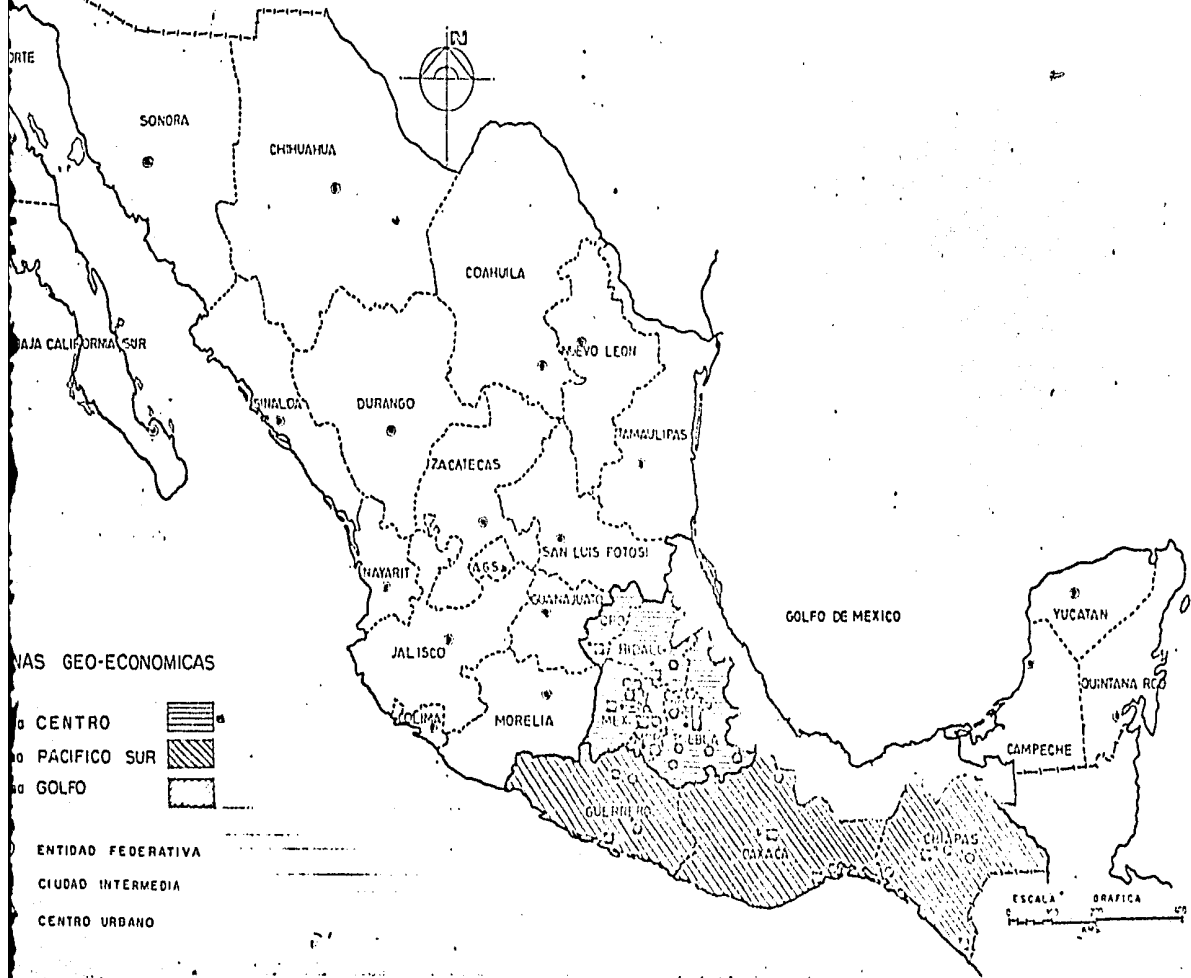 N
ORTE
SONORA
CHIHUAHUA
COAHUILA
BAJA CALIFORNIA SUR
NUEVO LEON
SINALOA
DURANGO
TAMAULIPAS
ZACATECAS
SAN LUIS POTOSI
NAYARIT
AGS.
GUANAJUATO
QRO
HIDALGO
GOLFO DE MEXICO
YUCATAN
JALISCO
QUINTANA ROO
COLIMA
MORELIA
MEX
PUEBLA
CAMPECHE
GUERRERO
OAXACA
CHIAPAS
NAS GEO-ECONOMICAS
CENTRO
PACIFICO SUR
GOLFO
ENTIDAD FEDERATIVA
CIUDAD INTERMEDIA
CENTRO URBANO
ESCALA GRAFICA